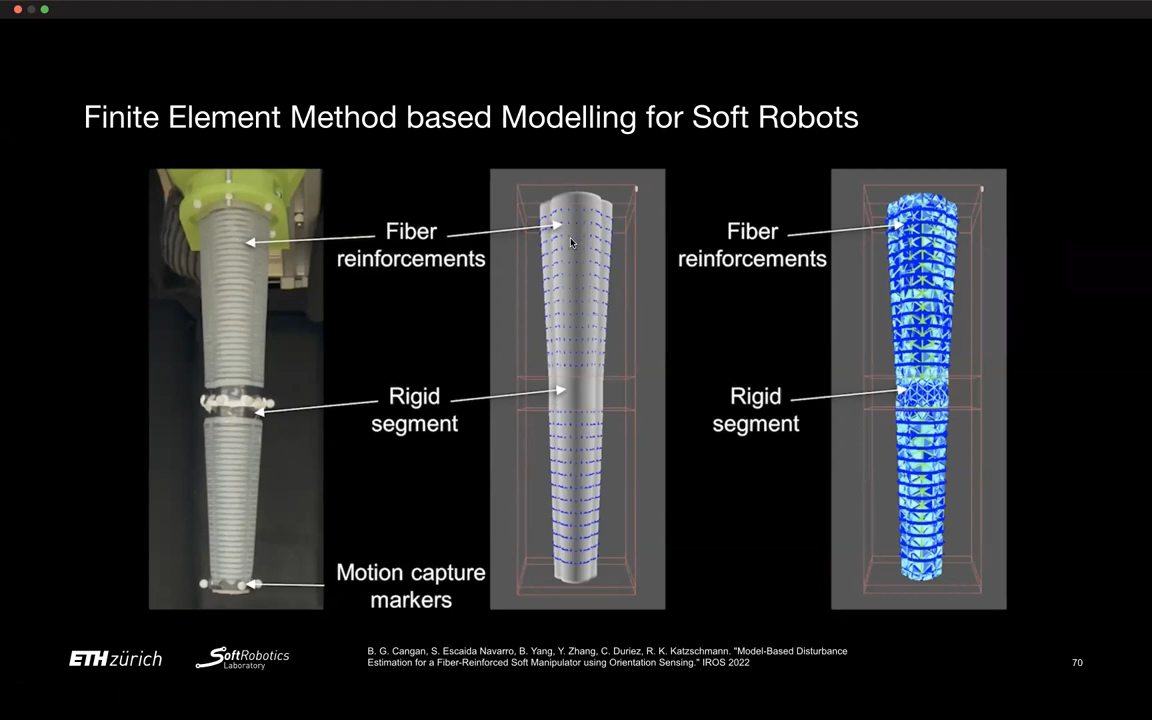 Finite Element Method based Modelling for Soft Robots
Fiber
reinforcements
Fiber
reinforcements
Rigid
segment
Rigid
segment
Motion capture
markers
ETH zürich
SoftRobotics
Laboratory
B. G. Cangan, S. Escaida Navarro, B. Yang, Y. Zhang, C. Duriez, R. K. Katzschmann. "Model-Based Disturbance
Estimation for a Fiber-Reinforced Soft Manipulator using Orientation Sensing." IROS 2022
70